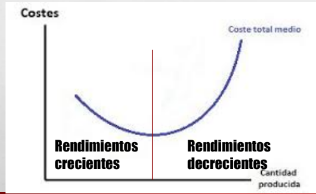 Costes
Coste total medio
Rendimientos
crecientes
Rendimientos
decrecientes
Cantidad
producida